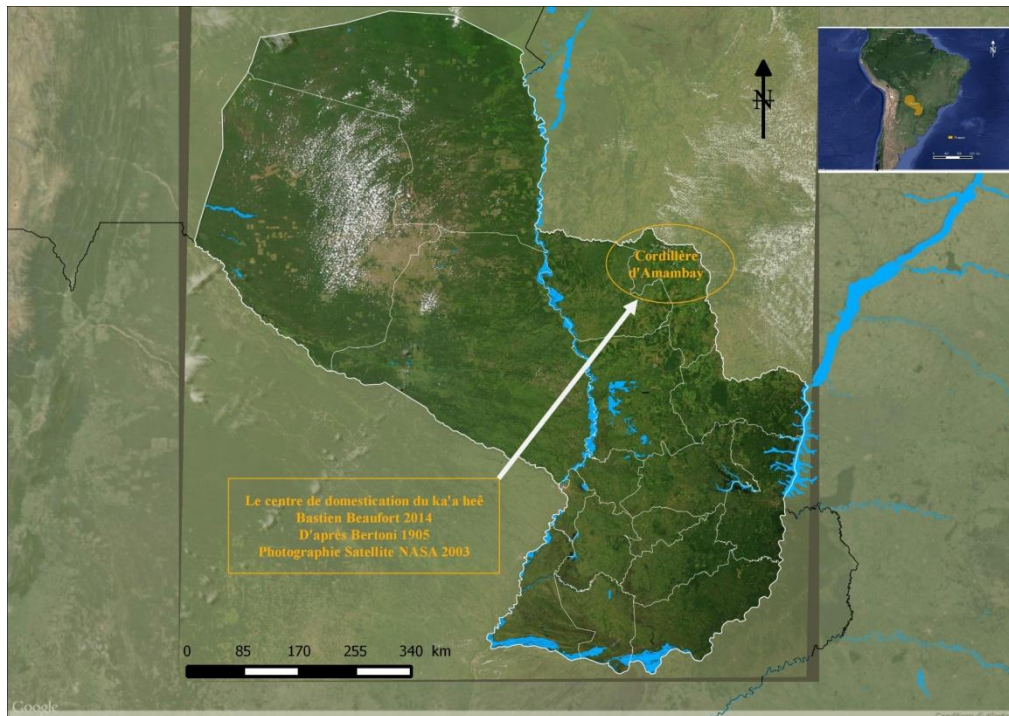 N
N
Cordillère
d'Amambay
Le centre de domestication du ka'a heê
Bastien Beaufort 2014
D'après Bertoni 1905
Photographie Satellite NASA 2003
0 85 170 255 340 km
Google